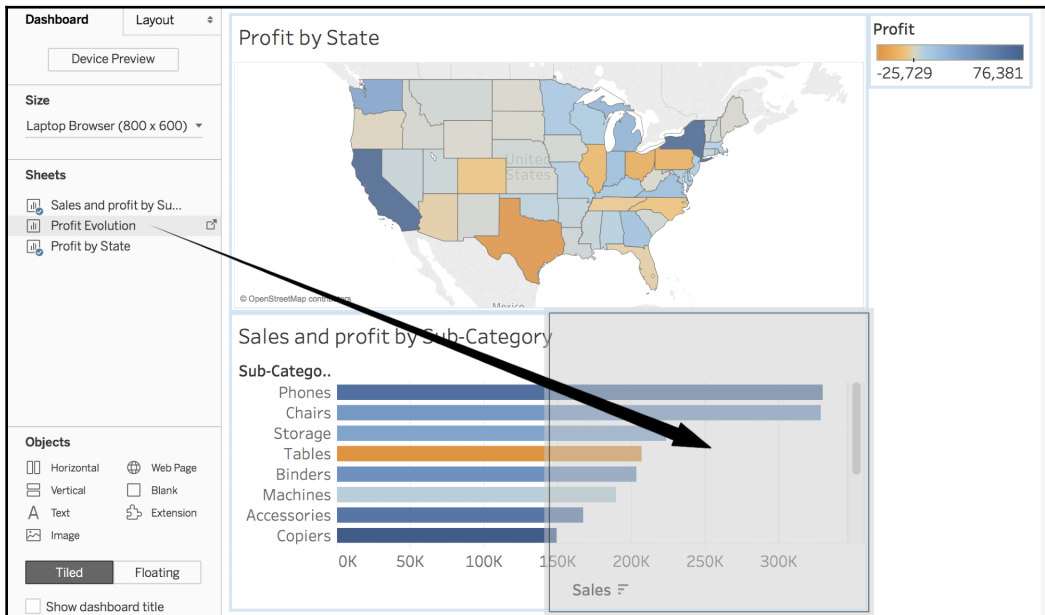 Dashboard
Layout
Device Preview
Size
Laptop Browser (800 x 600)
Sheets
Sales and profit by Su...
Profit Evolution
Profit by State
Objects
Horizontal
Web Page
Vertical
Blank
A Text
Extension
Image
Tiled
Floating
Show dashboard title
Profit by State
United
States
© OpenStreetMap contributors
Mexico
Profit
-25,729
76,381
Sales and profit by Sub-Category
Sub-Catego..
Phones
Chairs
Storage
Tables
Binders
Machines
Accessories
Copiers
0K 50K 100K 150K 200K 250K 300K
Sales